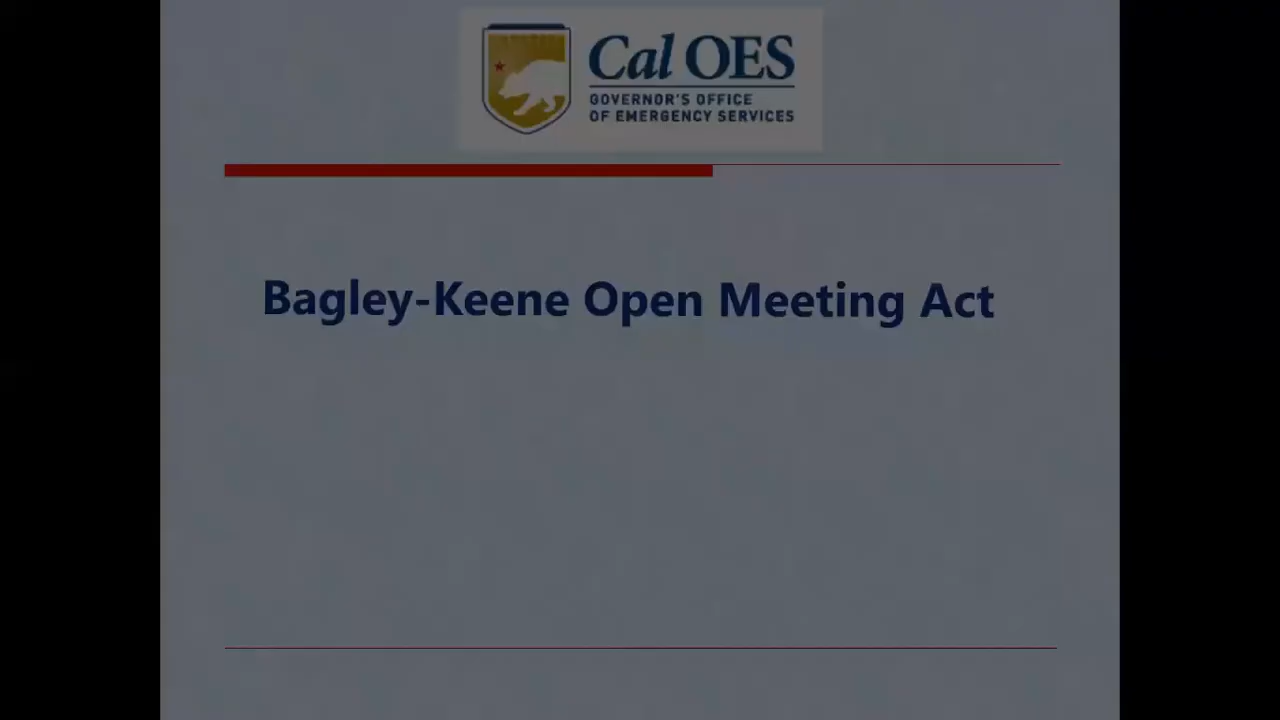 Cal OES
GOVERNOR'S OFFICE
OF EMERGENCY SERVICES
Bagley-Keene Open Meeting Act